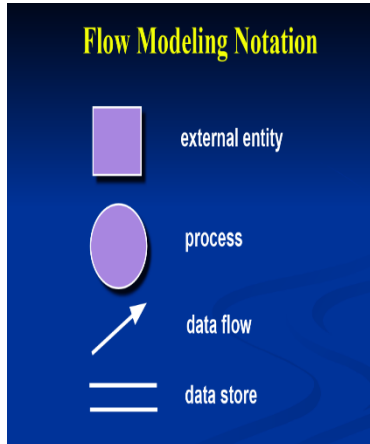 Flow Modeling Notation
external entity
process
data flow
data store